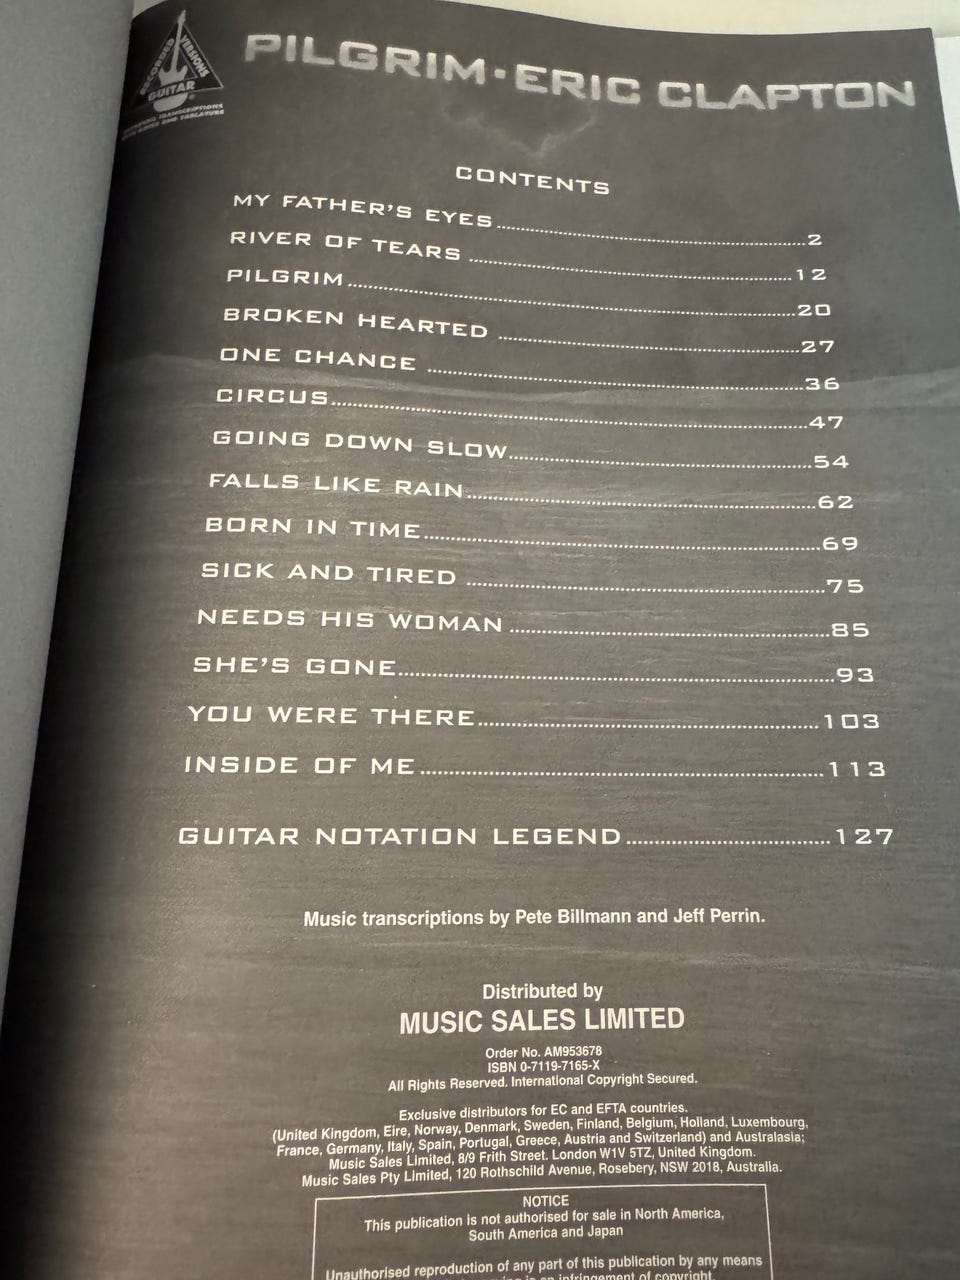 RECORDED VERSIONS
GUITAR
PILGRIM·ERIC CLAPTON
CONTENTS
MY FATHER'S EYES 2
RIVER OF TEARS 12
PILGRIM 20
BROKEN HEARTED 27
ONE CHANCE 36
CIRCUS 47
GOING DOWN SLOW 54
FALLS LIKE RAIN 62
BORN IN TIME 69
SICK AND TIRED 75
NEEDS HIS WOMAN 85
SHE'S GONE 93
YOU WERE THERE 103
INSIDE OF ME 113
GUITAR NOTATION LEGEND 127
Music transcriptions by Pete Billmann and Jeff Perrin.
Distributed by
MUSIC SALES LIMITED
Order No. AM953678
ISBN 0-7119-7165-X
All Rights Reserved. International Copyright Secured.
Exclusive distributors for EC and EFTA countries.
(United Kingdom, Eire, Norway, Denmark, Sweden, Finland, Belgium, Holland, Luxembourg,
France, Germany, Italy, Spain, Portugal, Greece, Austria and Switzerland) and Australasia;
Music Sales Limited, 8/9 Frith Street. London W1V 5TZ, United Kingdom.
Music Sales Pty Limited, 120 Rothschild Avenue, Rosebery, NSW 2018, Australia.
NOTICE
This publication is not authorised for sale in North America,
South America and Japan
Unauthorised reproduction of any part of this publication by any means
is an infringement of copyright.